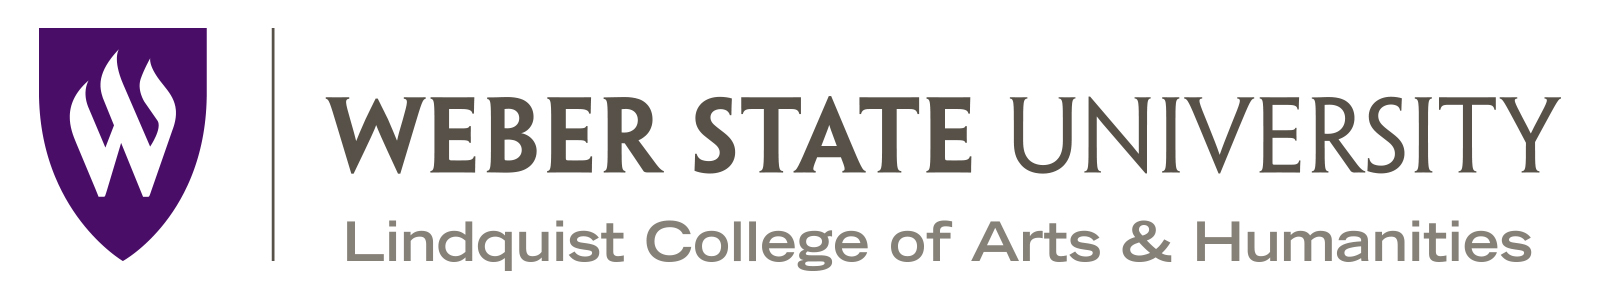 W
WEBER STATE UNIVERSITY
Lindquist College of Arts & Humanities